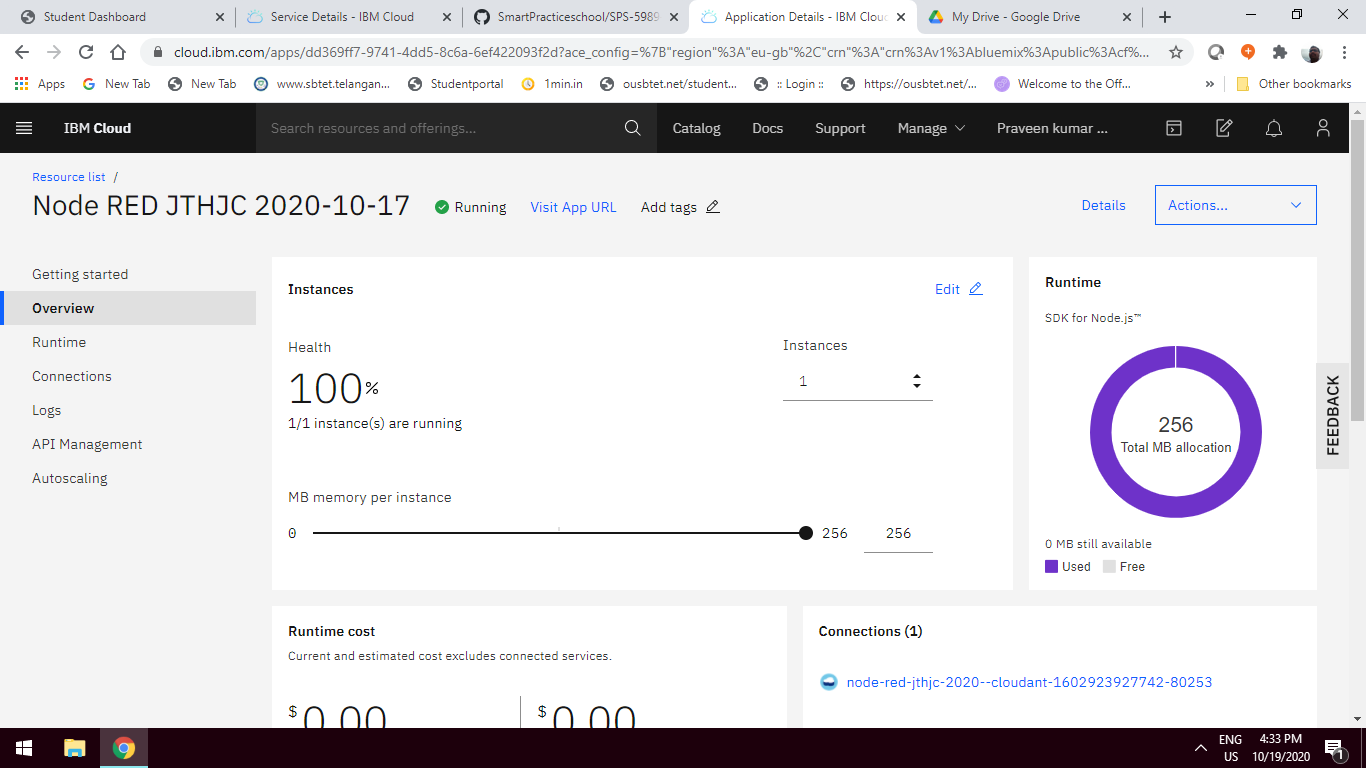 Student Dashboard
Service Details - IBM Cloud
SmartPracticeschool/SPS-5989
Application Details - IBM Clou
My Drive - Google Drive
cloud.ibm.com/apps/dd369ff7-9741-4dd5-8c6a-6ef422093f2d?ace_config=%7B"region"%3A"eu-gb"%2C"crn"%3A"crn%3Av1%3Abluemix%3Apublic%3Acf%...
Apps
New Tab
New Tab
www.sbtet.telangan...
Studentportal
1min.in
ousbtet.net/student...
:: Login ::
https://ousbtet.net/...
Welcome to the Off...
»
Other bookmarks
IBM Cloud
Search resources and offerings...
Catalog
Docs
Support
Manage
Praveen kumar ...
Resource list /
Node RED JTHJC 2020-10-17
Running
Visit App URL
Add tags
Details
Actions...
Getting started
Overview
Runtime
Connections
Logs
API Management
Autoscaling
Instances
Edit
Health
100%
1/1 instance(s) are running
Instances
1
MB memory per instance
0
256
256
Runtime
SDK for Node.js™
256
Total MB allocation
0 MB still available
Used
Free
FEEDBACK
Runtime cost
Current and estimated cost excludes connected services.
$0.00
$0.00
Connections (1)
node-red-jthjc-2020--cloudant-1602923927742-80253
ENG
US
4:33 PM
10/19/2020
1